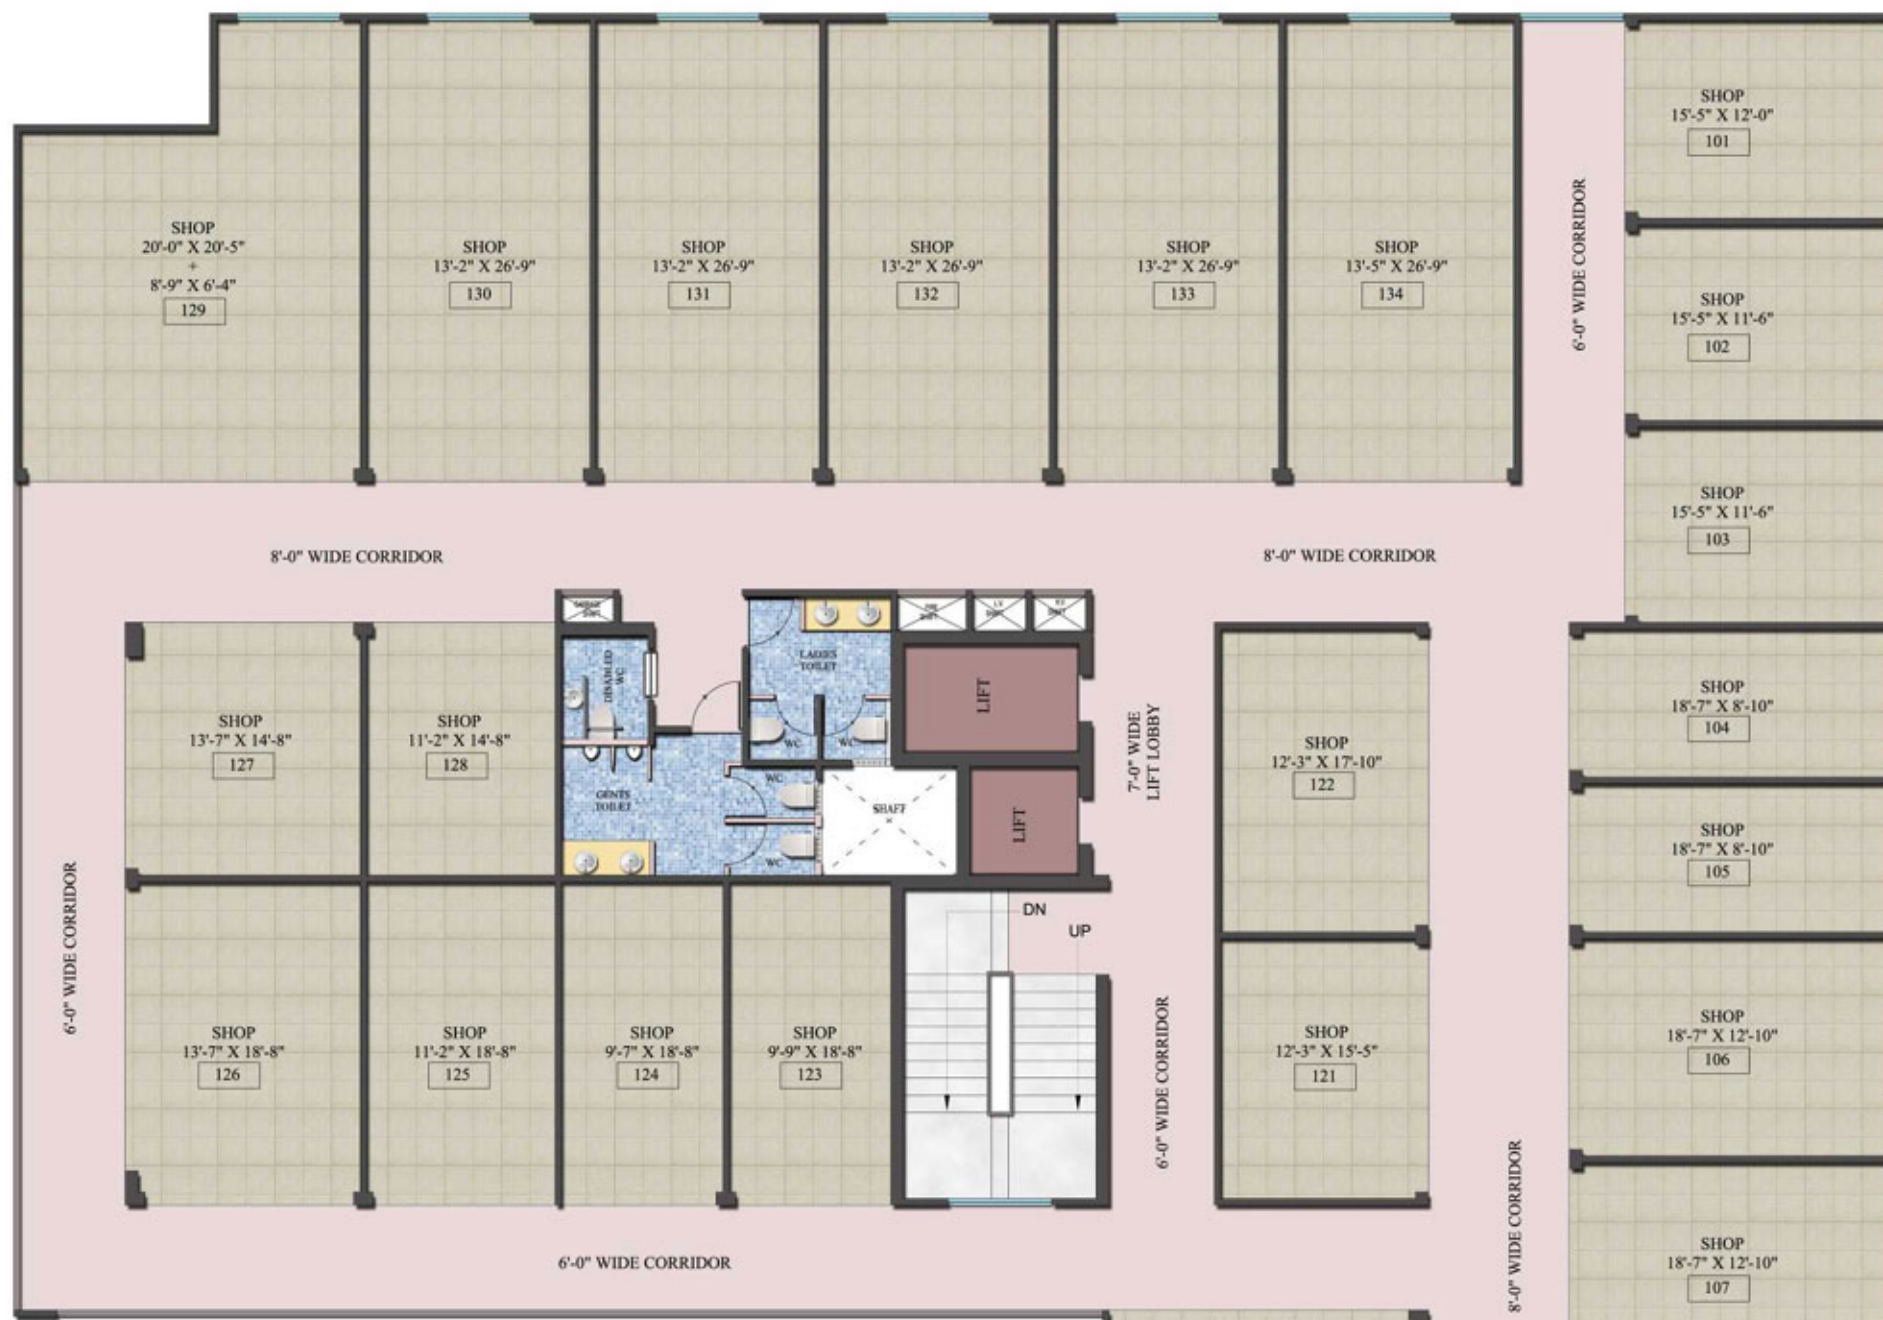 SHOP
15'-5" X 12'-0"
101
SHOP
20'-0" X 20'-5"
+
8'-9" X 6'-4"
129
SHOP
13'-2" X 26'-9"
130
SHOP
13'-2" X 26'-9"
131
SHOP
13'-2" X 26'-9"
132
SHOP
13'-2" X 26'-9"
133
SHOP
13'-5" X 26'-9"
134
6'-0" WIDE CORRIDOR
SHOP
15'-5" X 11'-6"
102
SHOP
15'-5" X 11'-6"
103
8'-0" WIDE CORRIDOR
8'-0" WIDE CORRIDOR
SHAFT
LV
SHAFT
SHAFT
DISABLED
WC
LADIES
TOILET
WC
WC
LIFT
7'-0" WIDE
LIFT LOBBY
SHOP
13'-7" X 14'-8"
127
SHOP
11'-2" X 14'-8"
128
GENTS
TOILET
WC
WC
SHAFT
LIFT
SHOP
12'-3" X 17'-10"
122
SHOP
18'-7" X 8'-10"
104
SHOP
18'-7" X 8'-10"
105
6'-0" WIDE CORRIDOR
DN
UP
SHOP
13'-7" X 18'-8"
126
SHOP
11'-2" X 18'-8"
125
SHOP
9'-7" X 18'-8"
124
SHOP
9'-9" X 18'-8"
123
6'-0" WIDE CORRIDOR
SHOP
12'-3" X 15'-5"
121
SHOP
18'-7" X 12'-10"
106
6'-0" WIDE CORRIDOR
8'-0" WIDE CORRIDOR
SHOP
18'-7" X 12'-10"
107